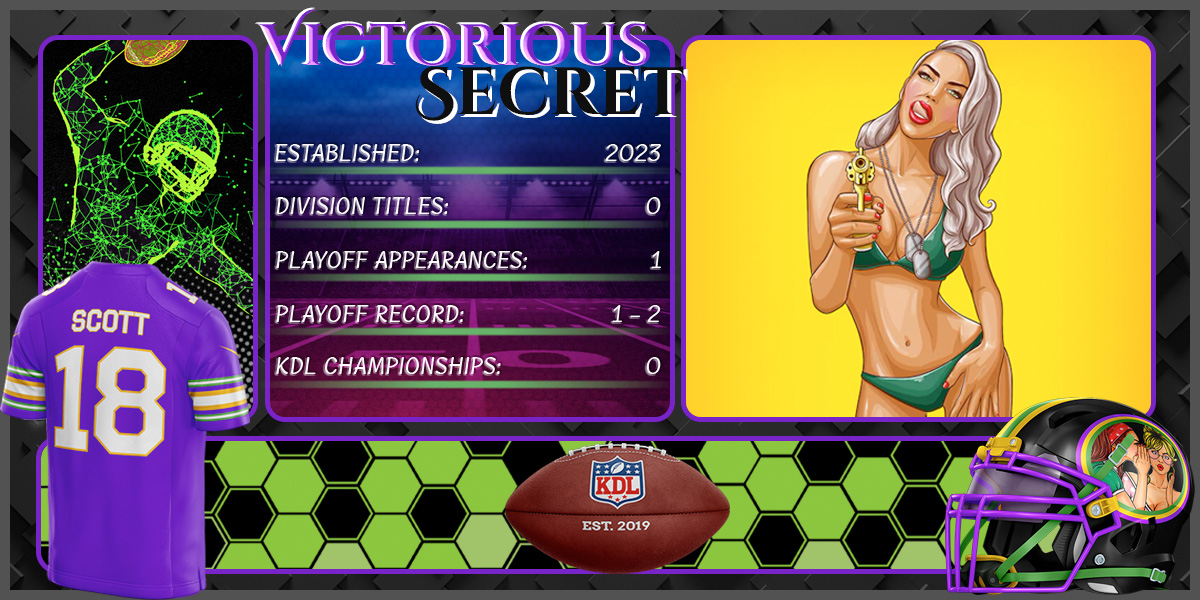 VICTORIOUS
SECRET
ESTABLISHED: 2023
DIVISION TITLES: 0
PLAYOFF APPEARANCES: 1
PLAYOFF RECORD: 1 - 2
KDL CHAMPIONSHIPS: 0
SCOTT
18
KDL
EST. 2019